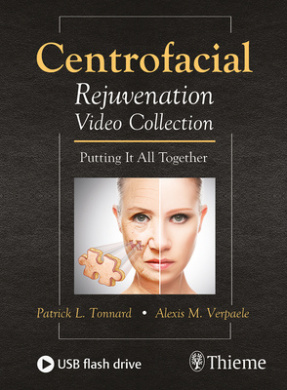 Centrofacial
Rejuvenation
Video Collection
Putting It All Together
Patrick L. Tonnard • Alexis M. Verpaele
USB flash drive
Thieme